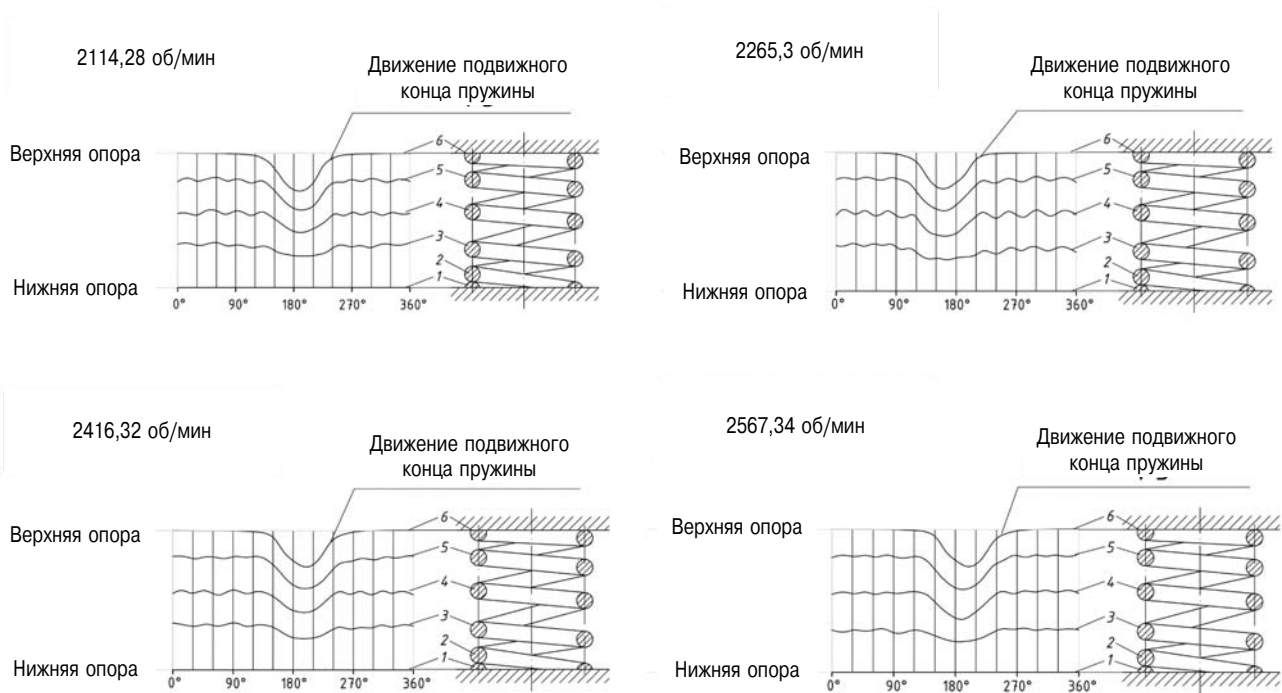 2114,28 об/мин
Движение подвижного
конца пружины
Верхняя опора
Нижняя опора
6
5
4
3
2
1
0° 90° 180° 270° 360°
2265,3 об/мин
Движение подвижного
конца пружины
Верхняя опора
Нижняя опора
6
5
4
3
2
1
0° 90° 180° 270° 360°
2416,32 об/мин
Движение подвижного
конца пружины
Верхняя опора
Нижняя опора
6
5
4
3
2
1
0° 90° 180° 270° 360°
2567,34 об/мин
Движение подвижного
конца пружины
Верхняя опора
Нижняя опора
6
5
4
3
2
1
0° 90° 180° 270° 360°